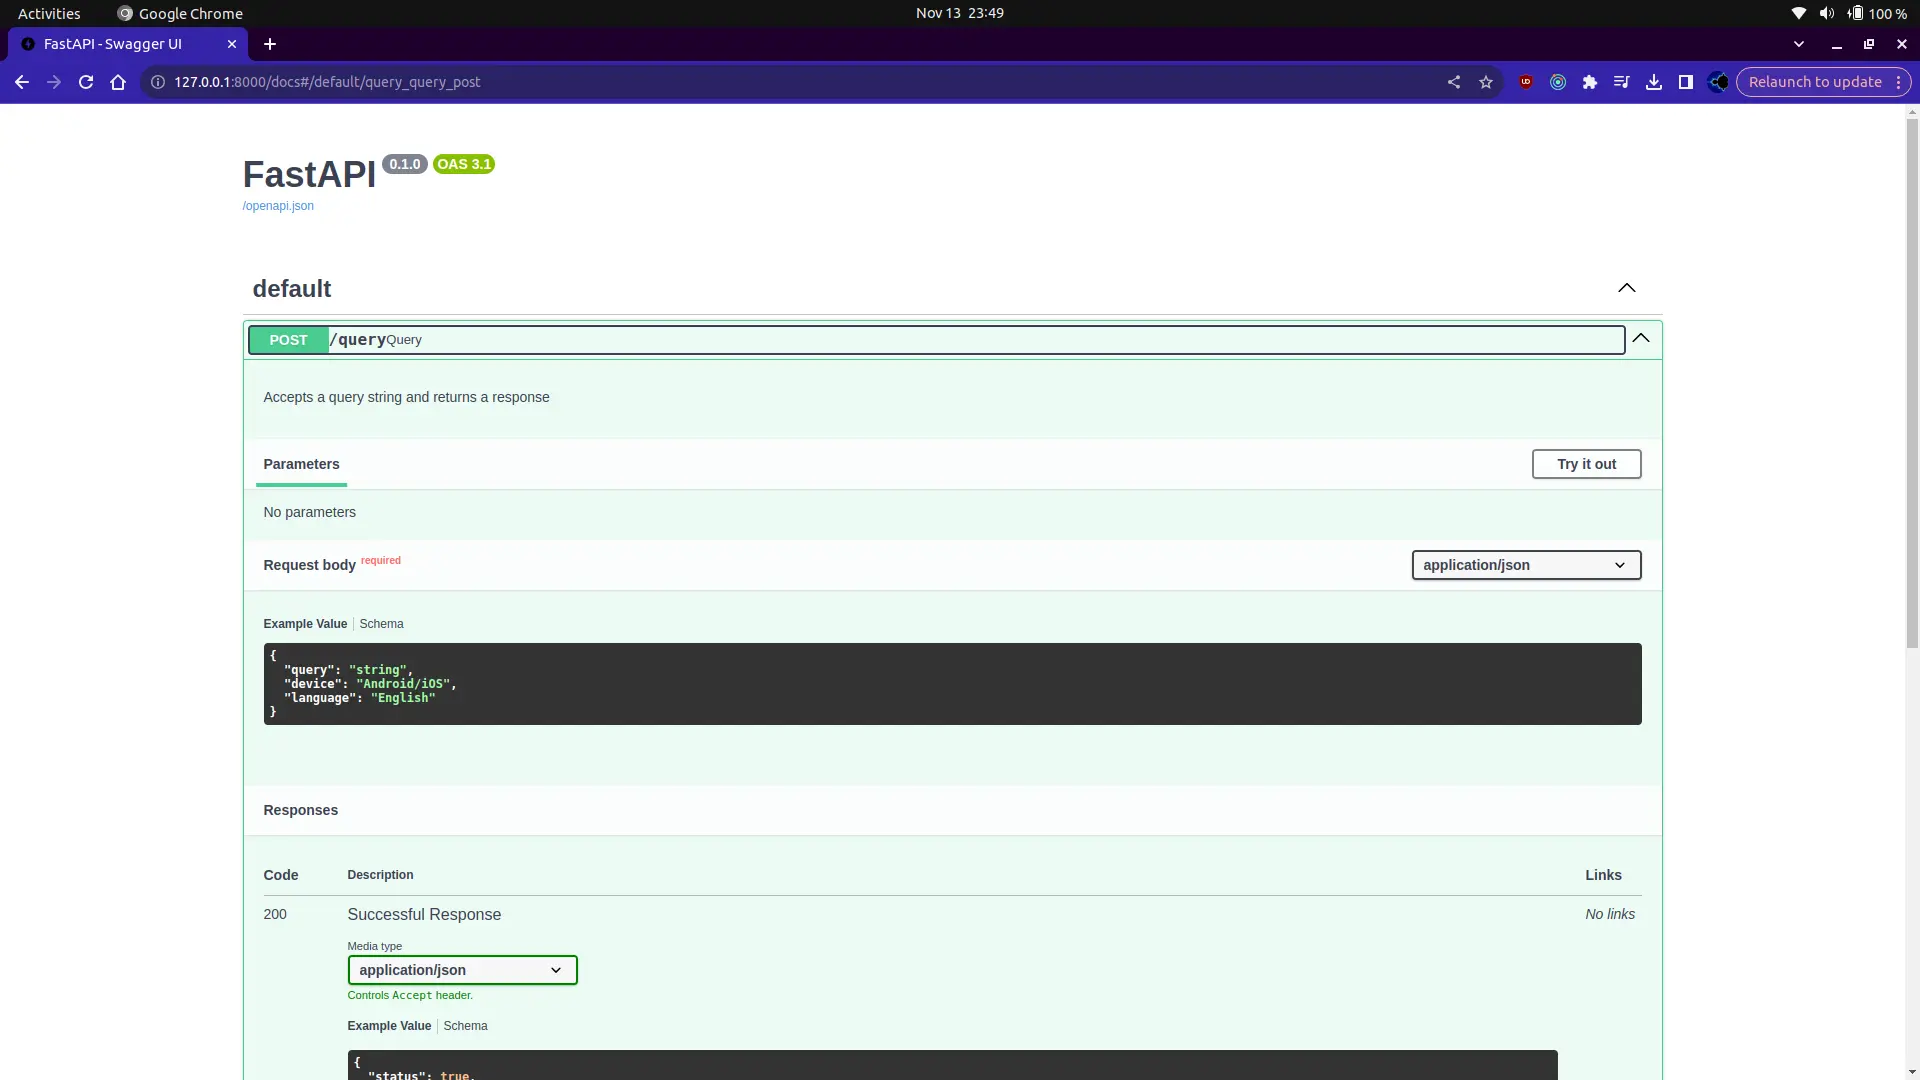 Activities Google Chrome Nov 13 23:49 100 %
FastAPI - Swagger UI
127.0.0.1:8000/docs#/default/query_query_post Relaunch to update
FastAPI 0.1.0 OAS 3.1
/openapi.json
default
POST /query Query
Accepts a query string and returns a response
Parameters Try it out
No parameters
Request body required application/json
Example Value Schema
{
"query": "string",
"device": "Android/iOS",
"language": "English"
}
Responses
Code Description Links
200 Successful Response No links
Media type
application/json
Controls Accept header.
Example Value Schema
{
"status": true,